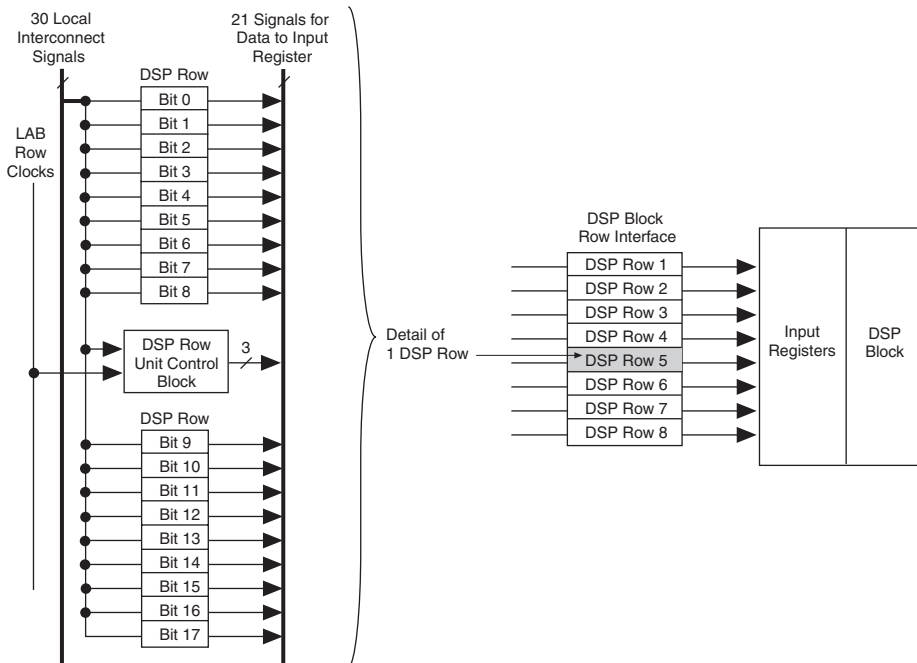 30 Local
Interconnect
Signals
21 Signals for
Data to Input
Register
LAB
Row
Clocks
DSP Row
Bit 0
Bit 1
Bit 2
Bit 3
Bit 4
Bit 5
Bit 6
Bit 7
Bit 8
DSP Row
Unit Control
Block
3
DSP Row
Bit 9
Bit 10
Bit 11
Bit 12
Bit 13
Bit 14
Bit 15
Bit 16
Bit 17
Detail of
1 DSP Row
DSP Block
Row Interface
DSP Row 1
DSP Row 2
DSP Row 3
DSP Row 4
DSP Row 5
DSP Row 6
DSP Row 7
DSP Row 8
Input
Registers
DSP
Block